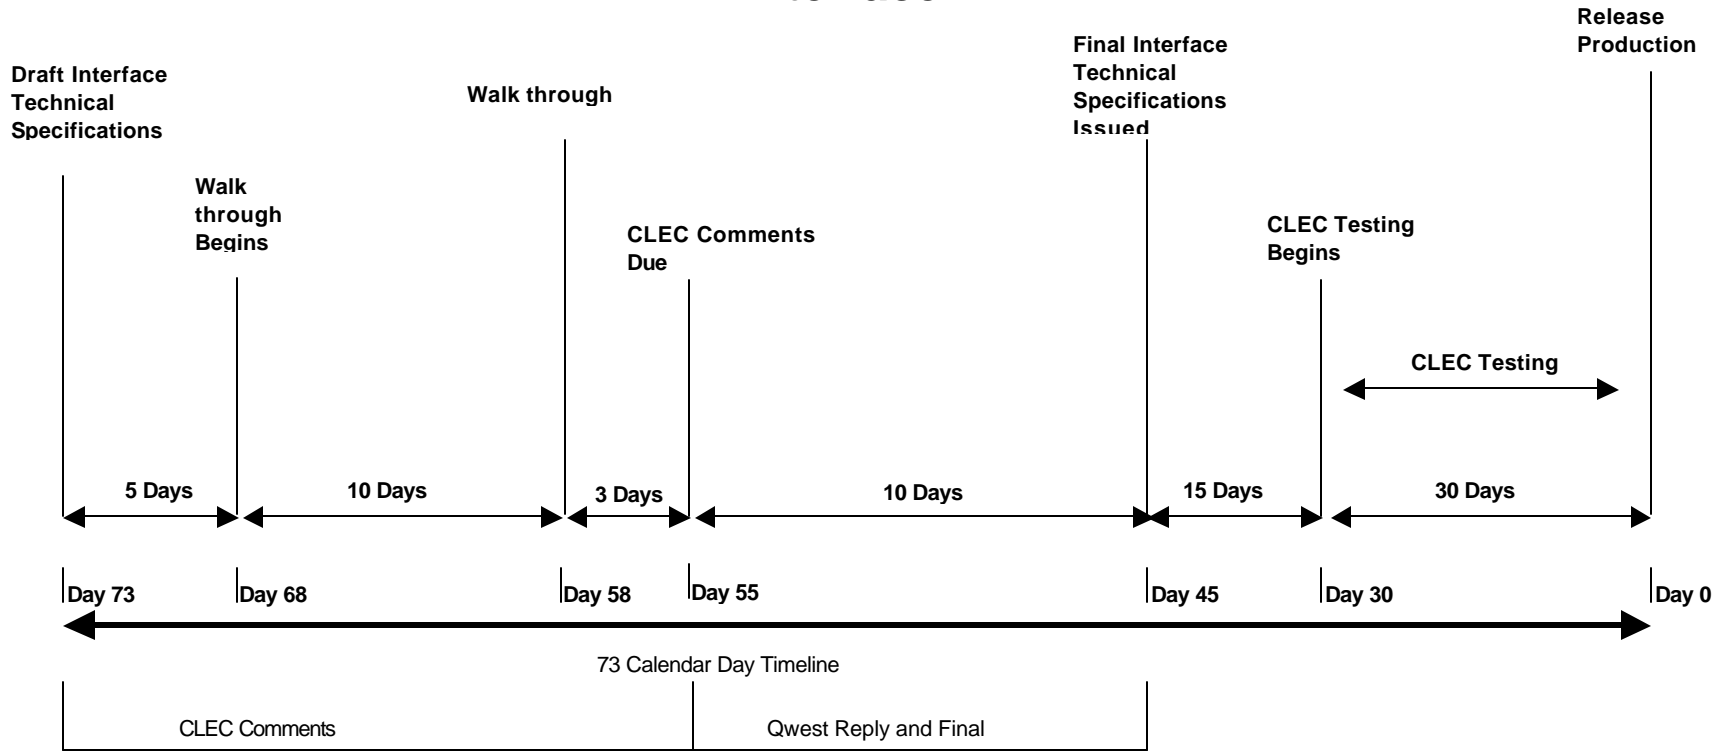 Release
Production
Final Interface
Technical
Specifications
Issued
Draft Interface
Technical
Specifications
Walk through
Walk
through
Begins
CLEC Comments
Due
CLEC Testing
Begins
CLEC Testing
5 Days
10 Days
3 Days
10 Days
15 Days
30 Days
Day 73
Day 68
Day 58
Day 55
Day 45
Day 30
Day 0
73 Calendar Day Timeline
CLEC Comments
Qwest Reply and Final